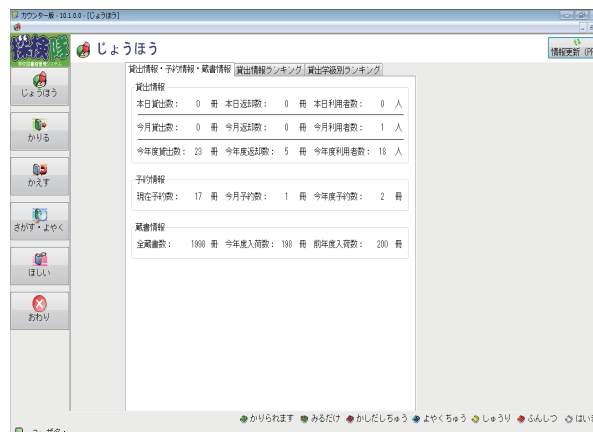 カウンター版 - 10.1.0.0 - [じょうほう]
探検隊
じょうほう
情報更新
貸出情報・予約情報・蔵書情報 貸出情報ランキング 貸出学級別ランキング
じょうほう
かりる
かえす
さがす・よやく
ほしい
おわり
貸出情報
本日貸出数： 0 冊 本日返却数： 0 冊 本日利用者数： 0 人
今月貸出数： 0 冊 今月返却数： 0 冊 今月利用者数： 1 人
今年度貸出数： 23 冊 今年度返却数： 5 冊 今年度利用者数： 18 人
予約情報
現在予約数： 17 冊 今月予約数： 1 冊 今年度予約数： 2 冊
蔵書情報
全蔵書数： 1998 冊 今年度入荷数： 198 冊 前年度入荷数： 200 冊
かりられます みるだけ かしだしちゅう よやくちゅう しゅうり ふんしつ はい